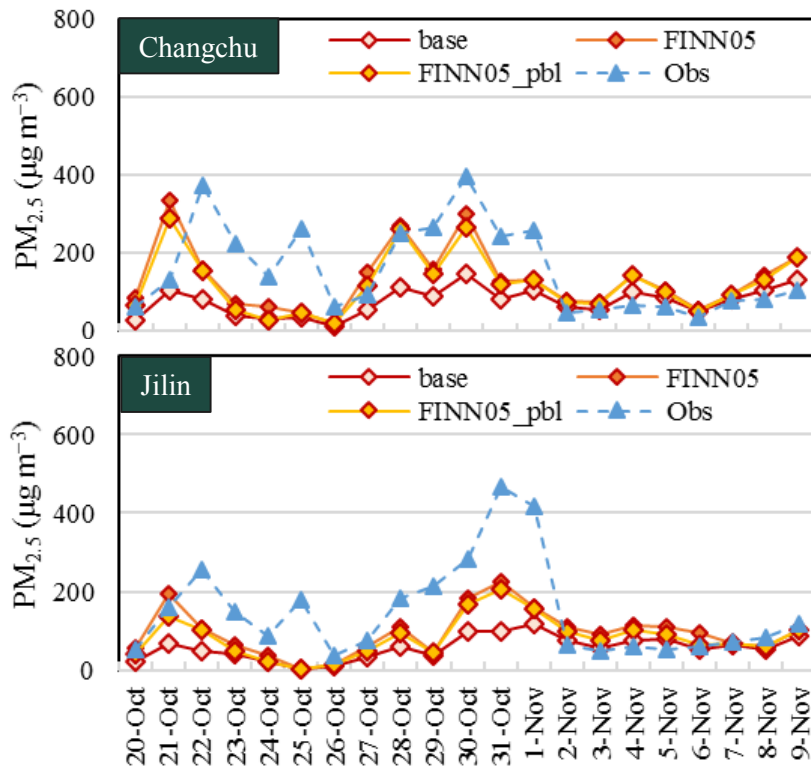 800
600
400
200
0
PM2.5 (μg m−3)
Changchu
base
FINN05
FINN05_pbl
Obs
800
600
400
200
0
PM2.5 (μg m−3)
Jilin
base
FINN05
FINN05_pbl
Obs
20-Oct
21-Oct
22-Oct
23-Oct
24-Oct
25-Oct
26-Oct
27-Oct
28-Oct
29-Oct
30-Oct
31-Oct
1-Nov
2-Nov
3-Nov
4-Nov
5-Nov
6-Nov
7-Nov
8-Nov
9-Nov